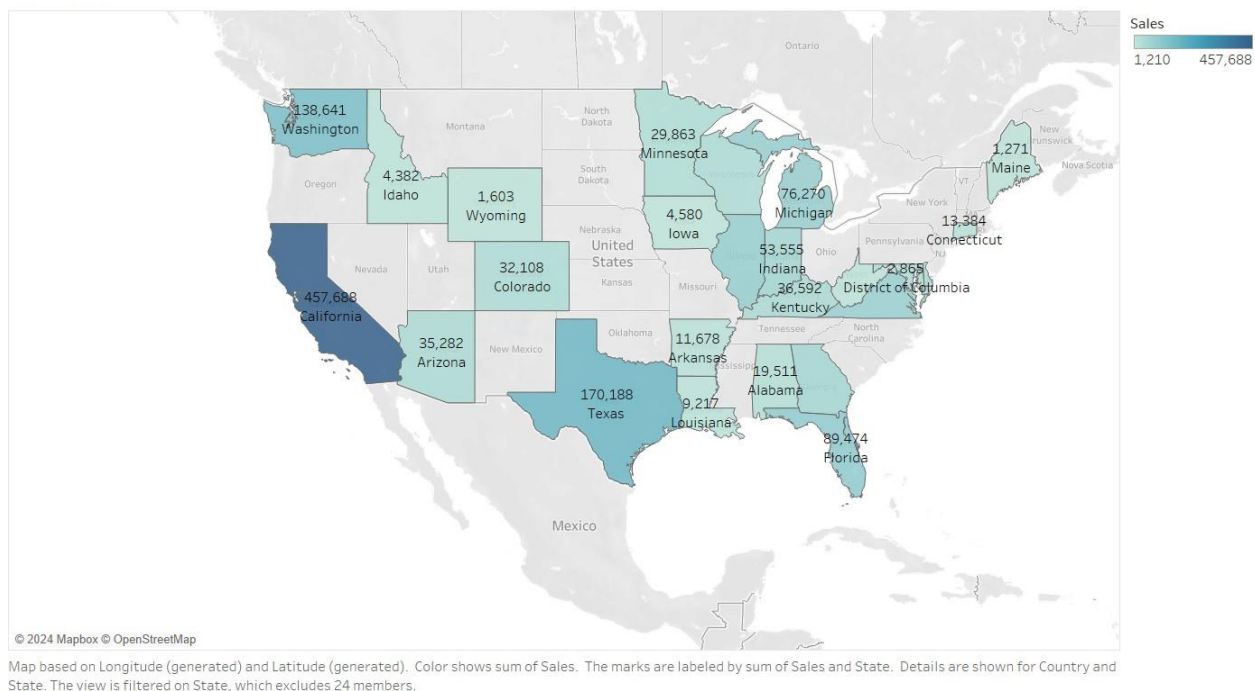 Sales
1,210 457,688
Ontario
138,641
Washington
Montana
North
Dakota
29,863
Minnesota
1,271
Maine
New
runswick
Nova Scotia
Oregon
4,382
Idaho
1,603
Wyoming
South
Dakota
76,270
Michigan
VT
New York
4,580
Iowa
13,384
Connecticut
Nebraska
United
States
Pennsylvania
NJ
Nevada
Utah
32,108
Colorado
Kansas
Missouri
53,555
Indiana
Ohio
2,865
District of Columbia
36,592
Kentucky
457,688
California
35,282
Arizona
New Mexico
Oklahoma
11,678
Arkansas
Tennessee
North
Carolina
ississippi
170,188
Texas
9,217
Louisiana
19,511
Alabama
89,474
Florida
Mexico
© 2024 Mapbox © OpenStreetMap
Map based on Longitude (generated) and Latitude (generated). Color shows sum of Sales. The marks are labeled by sum of Sales and State. Details are shown for Country and
State. The view is filtered on State, which excludes 24 members.